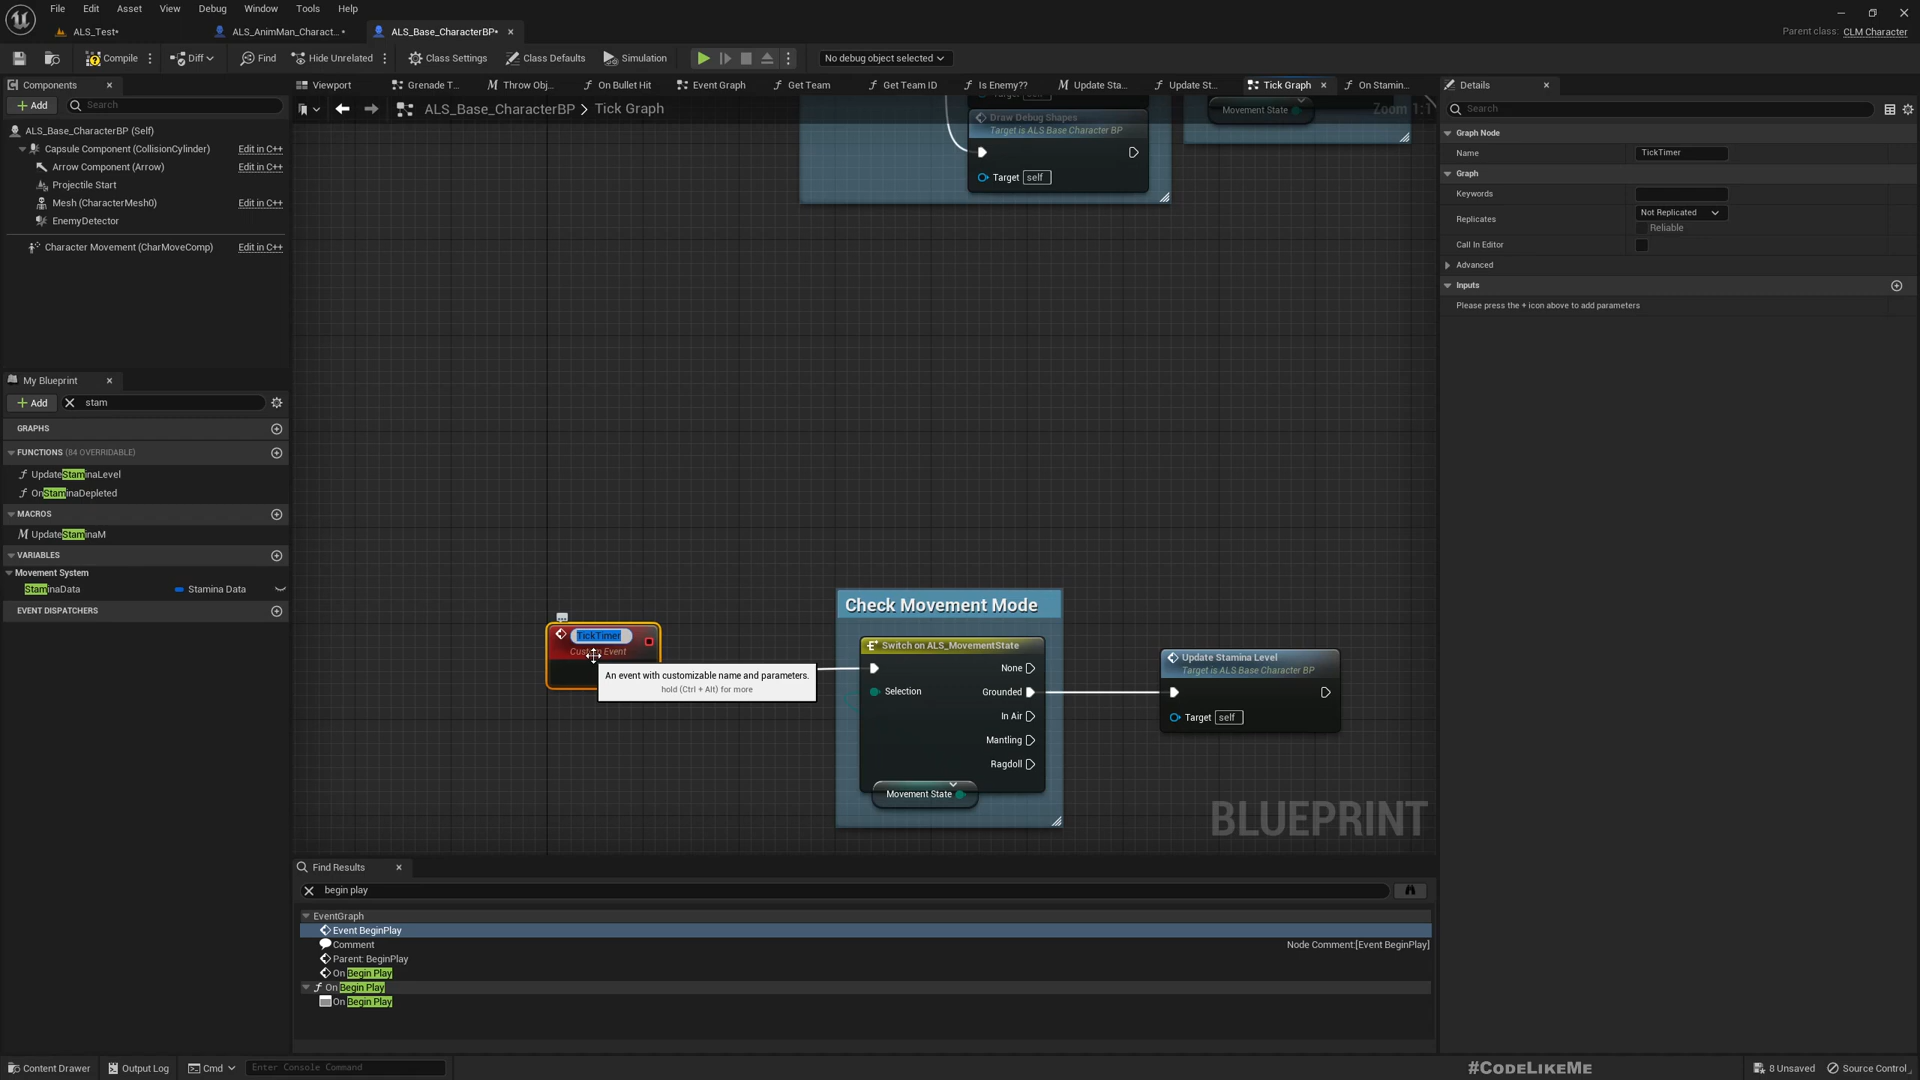 File Edit Asset View Debug Window Tools Help
ALS_Test* ALS_AnimMan_Charact...* ALS_Base_CharacterBP*
Parent class: CLM Character
Compile Diff Find Hide Unrelated Class Settings Class Defaults Simulation No debug object selected
Components
Add Search
ALS_Base_CharacterBP (Self)
Capsule Component (CollisionCylinder) Edit in C++
Arrow Component (Arrow) Edit in C++
Projectile Start
Mesh (CharacterMesh0) Edit in C++
EnemyDetector
Character Movement (CharMoveComp) Edit in C++
My Blueprint
Add stam
GRAPHS
FUNCTIONS (84 OVERRIDABLE)
UpdateStaminaLevel
OnStaminaDepleted
MACROS
UpdateStaminaM
VARIABLES
Movement System
StaminaData Stamina Data
EVENT DISPATCHERS
Viewport Grenade T... Throw Obj... On Bullet Hit Event Graph Get Team Get Team ID Is Enemy?? Update Sta... Update St... Tick Graph On Stamin...
ALS_Base_CharacterBP > Tick Graph
Zoom 1:1
Draw Debug Shapes
Target is ALS Base Character BP
Target self
Movement State
TickTimer
Custom Event
An event with customizable name and parameters.
hold (Ctrl + Alt) for more
Check Movement Mode
Switch on ALS_MovementState
None
Selection Grounded
In Air
Mantling
Ragdoll
Movement State
Update Stamina Level
Target is ALS Base Character BP
Target self
BLUEPRINT
Find Results
begin play
EventGraph
Event BeginPlay
Comment Node Comment:[Event BeginPlay]
Parent: BeginPlay
On Begin Play
On Begin Play
On Begin Play
Details
Search
Graph Node
Name TickTimer
Graph
Keywords
Replicates Not Replicated
Reliable
Call In Editor
Advanced
Inputs
Please press the + icon above to add parameters
Content Drawer Output Log Cmd Enter Console Command
#CodeLikeMe
8 Unsaved Source Control